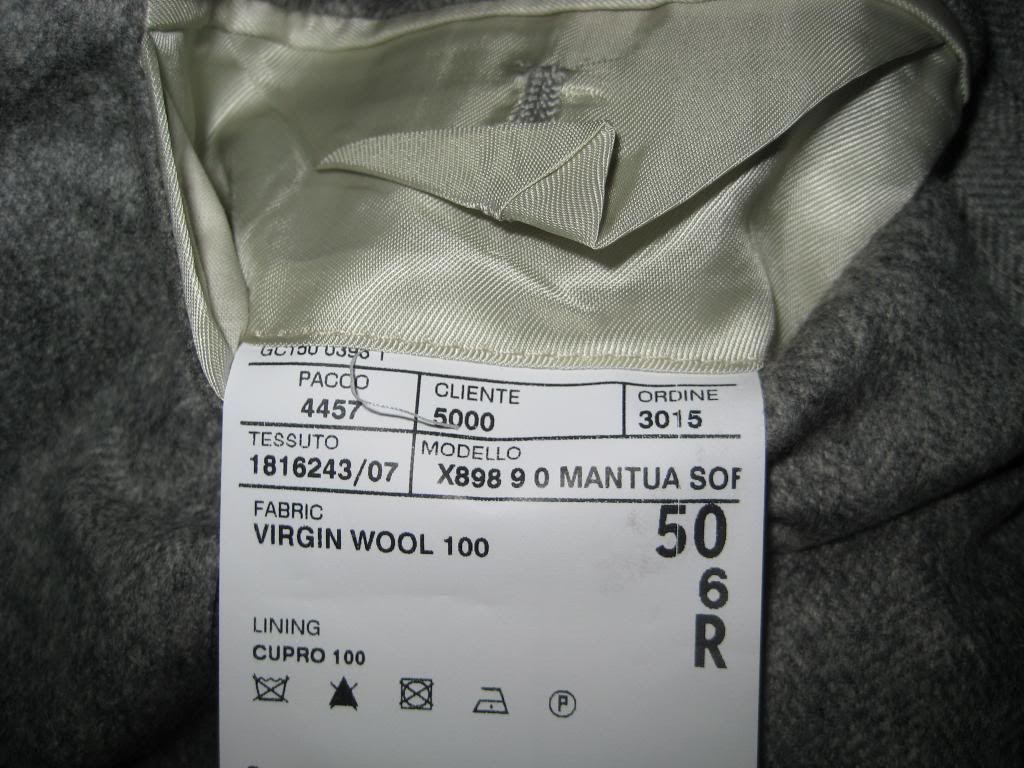 PACCO CLIENTE ORDINE
4457 5000 3015
TESSUTO MODELLO
1816243/07 X898 9 0 MANTUA SOF
FABRIC
VIRGIN WOOL 100
50
6
R
LINING
CUPRO 100
P